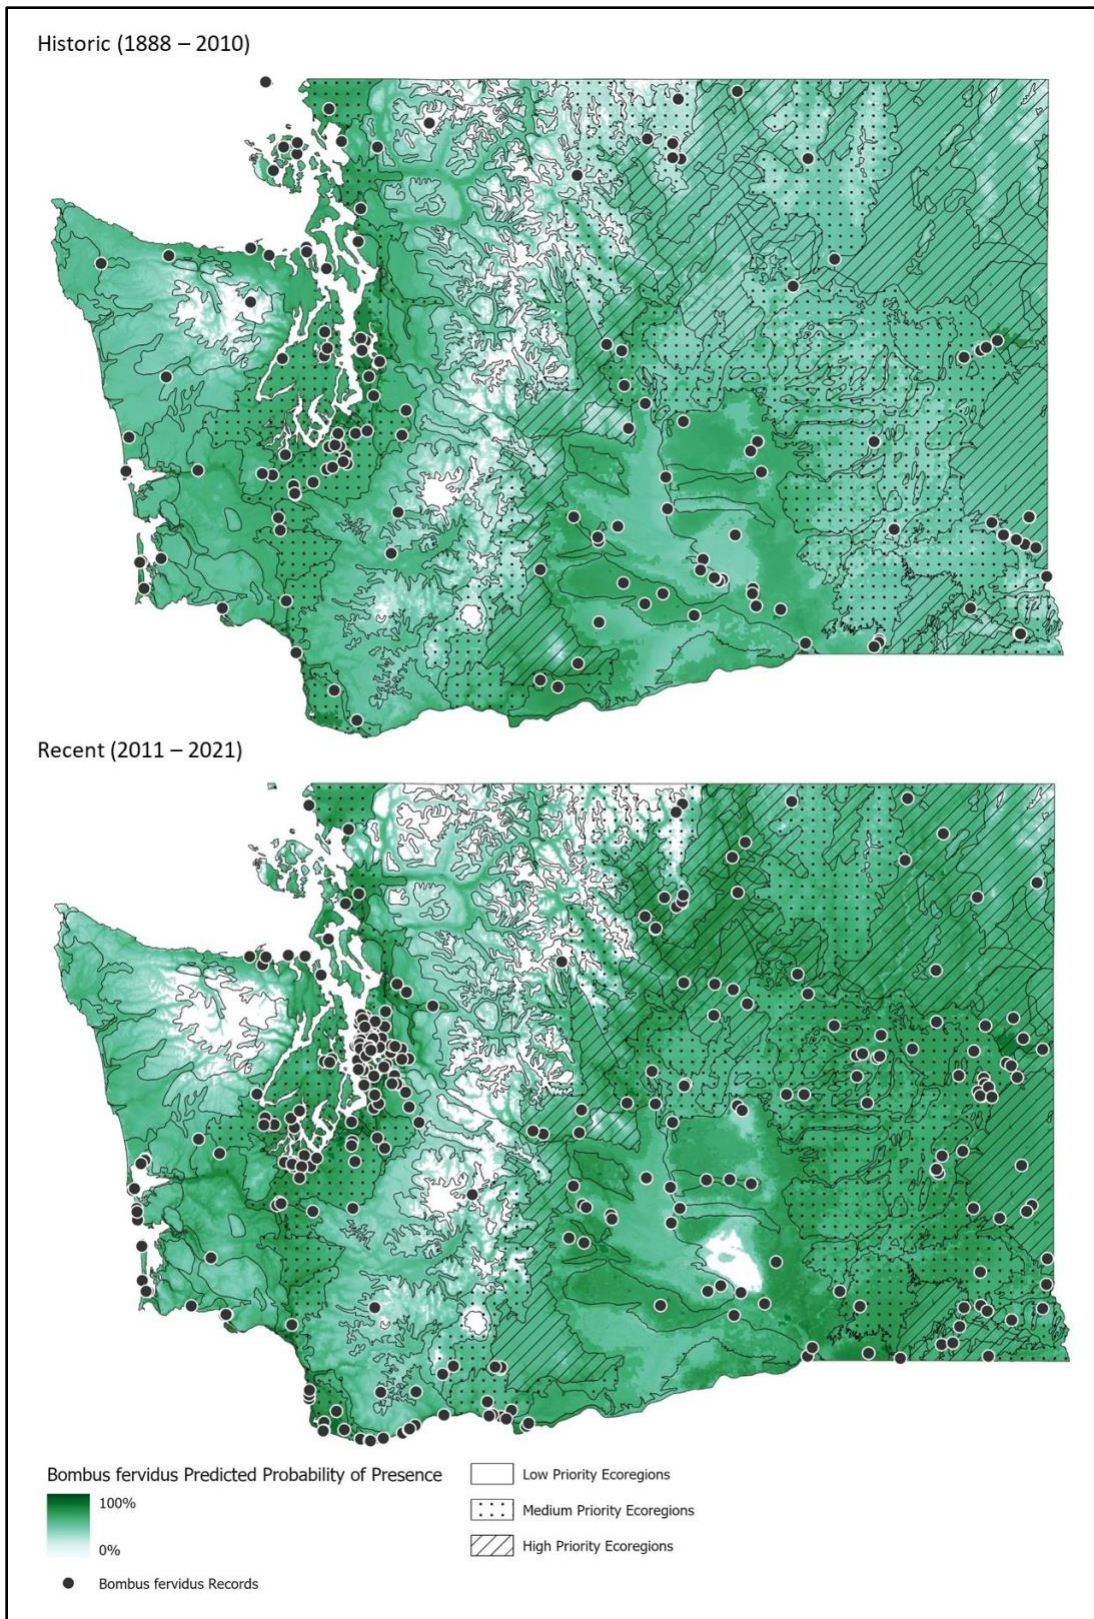 Historic (1888 – 2010)
Recent (2011 – 2021)
Bombus fervidus Predicted Probability of Presence
100%
0%
Bombus fervidus Records
Low Priority Ecoregions
Medium Priority Ecoregions
High Priority Ecoregions